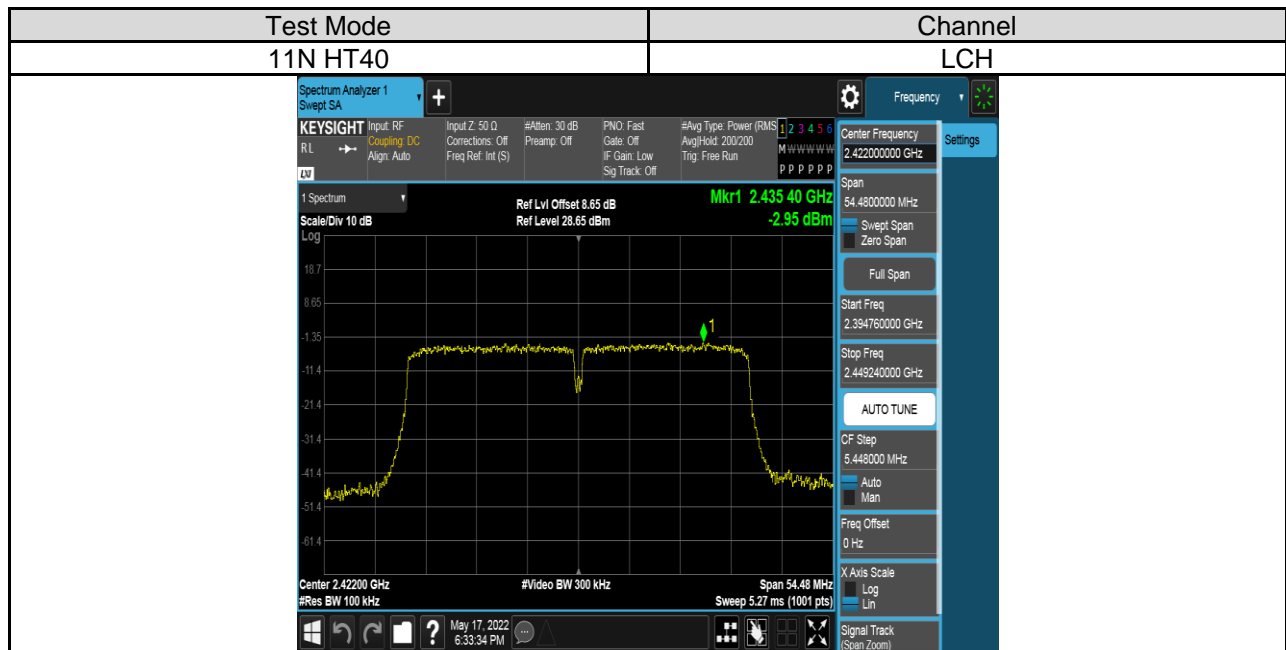 Test Mode
Channel
11N HT40
LCH
Spectrum Analyzer 1
Swept SA
+
Frequency
KEYSIGHT
RL
LXI
Input: RF
Coupling: DC
Align: Auto
Input Z: 50 Ω
Corrections: Off
Freq Ref: Int (S)
#Atten: 30 dB
Preamp: Off
PNO: Fast
Gate: Off
IF Gain: Low
Sig Track: Off
#Avg Type: Power (RMS
Avg|Hold: 200/200
Trig: Free Run
1 2 3 4 5 6
M W W W W W
P P P P P P
1 Spectrum
Scale/Div 10 dB
Log
Ref Lvl Offset 8.65 dB
Ref Level 28.65 dBm
Mkr1 2.435 40 GHz
-2.95 dBm
18.7
8.65
-1.35
-11.4
-21.4
-31.4
-41.4
-51.4
-61.4
1
Center 2.42200 GHz
#Res BW 100 kHz
#Video BW 300 kHz
Span 54.48 MHz
Sweep 5.27 ms (1001 pts)
Center Frequency
2.422000000 GHz
Settings
Span
54.4800000 MHz
Swept Span
Zero Span
Full Span
Start Freq
2.394760000 GHz
Stop Freq
2.449240000 GHz
AUTO TUNE
CF Step
5.448000 MHz
Auto
Man
Freq Offset
0 Hz
X Axis Scale
Log
Lin
Signal Track
(Span Zoom)
?
May 17, 2022
6:33:34 PM